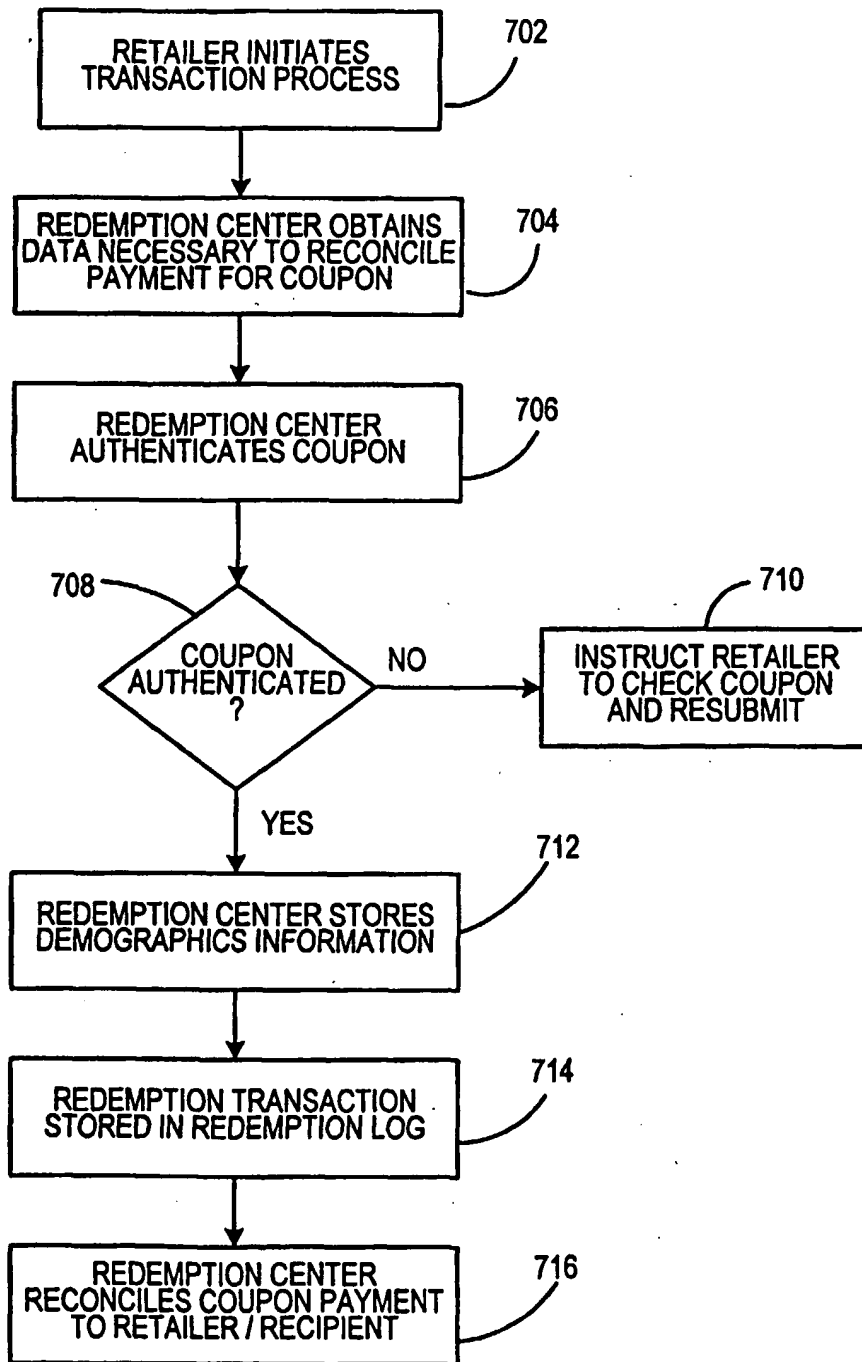 RETAILER INITIATES
TRANSACTION PROCESS
702
REDEMPTION CENTER OBTAINS
DATA NECESSARY TO RECONCILE
PAYMENT FOR COUPON
704
REDEMPTION CENTER
AUTHENTICATES COUPON
706
708
COUPON
AUTHENTICATED
?
NO
710
INSTRUCT RETAILER
TO CHECK COUPON
AND RESUBMIT
YES
712
REDEMPTION CENTER STORES
DEMOGRAPHICS INFORMATION
714
REDEMPTION TRANSACTION
STORED IN REDEMPTION LOG
REDEMPTION CENTER
RECONCILES COUPON PAYMENT
TO RETAILER / RECIPIENT
716